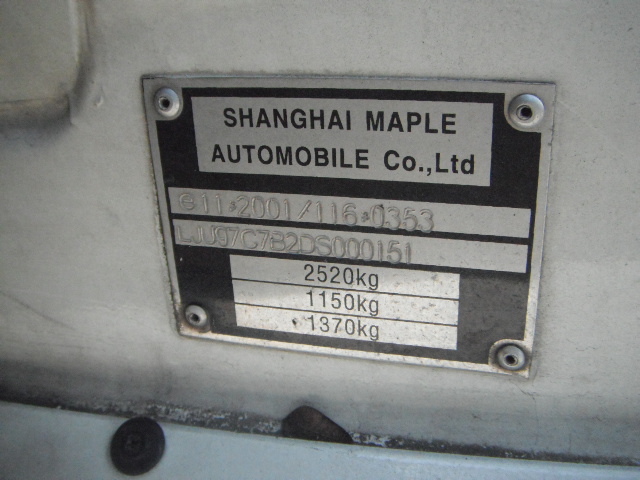 SHANGHAI MAPLE
AUTOMOBILE Co.,Ltd
e11*2001/116*0353
LJU97C7B2DS000151
2520kg
1150kg
1370kg